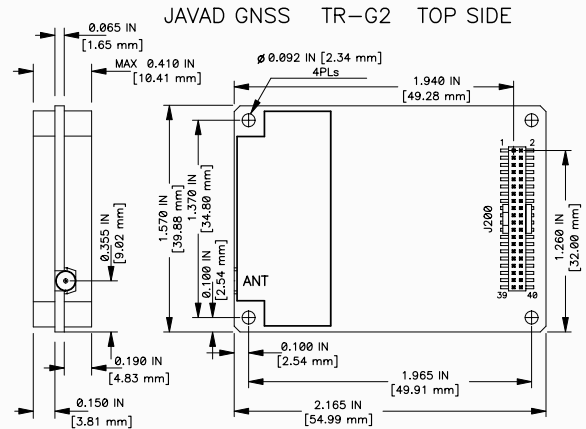 JAVAD GNSS TR-G2 TOP SIDE
0.065 IN
[1.65 mm]
MAX 0.410 IN
[10.41 mm]
ø 0.092 IN [2.34 mm]
4PLs
1.940 IN
[49.28 mm]
1.570 IN
[39.88 mm]
1.370 IN
[34.80 mm]
0.355 IN
[9.02 mm]
0.100 IN
[2.54 mm]
ANT
1
2
J200
39
40
1.260 IN
[32.00 mm]
0.100 IN
[2.54 mm]
0.190 IN
[4.83 mm]
1.965 IN
[49.91 mm]
0.150 IN
[3.81 mm]
2.165 IN
[54.99 mm]